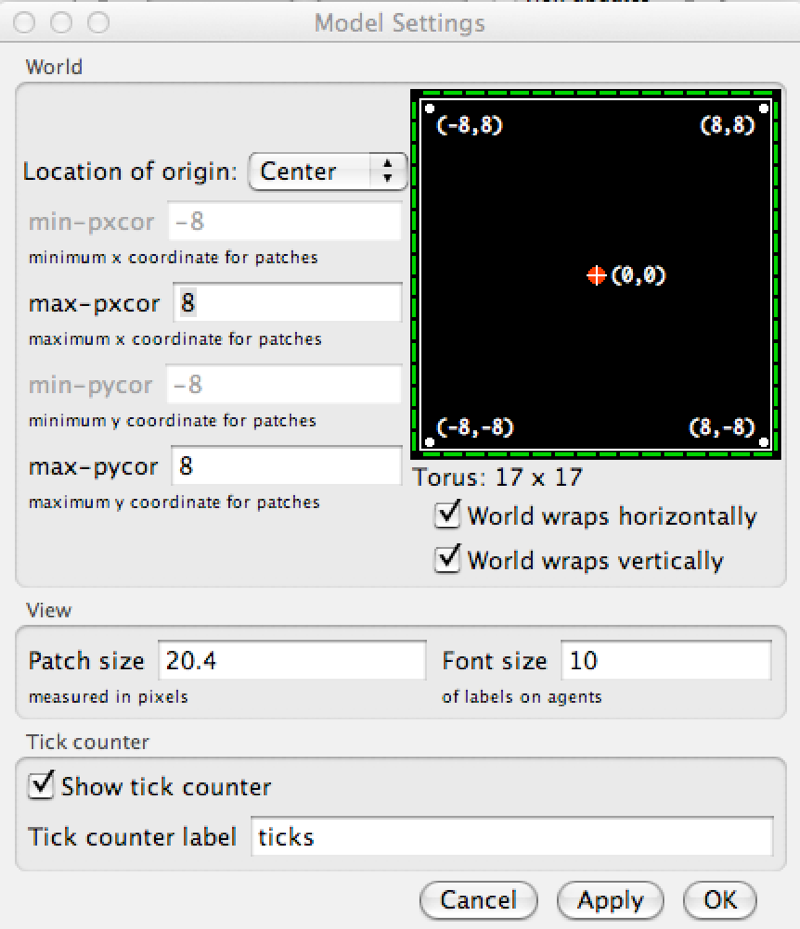 Model Settings
World
(-8,8) (8,8)
Location of origin: Center
min-pxcor -8
minimum x coordinate for patches
(0,0)
max-pxcor 8
maximum x coordinate for patches
min-pycor -8
minimum y coordinate for patches
(-8,-8) (8,-8)
max-pycor 8
Torus: 17 x 17
maximum y coordinate for patches
World wraps horizontally
World wraps vertically
View
Patch size 20.4 Font size 10
measured in pixels of labels on agents
Tick counter
Show tick counter
Tick counter label ticks
Cancel Apply OK